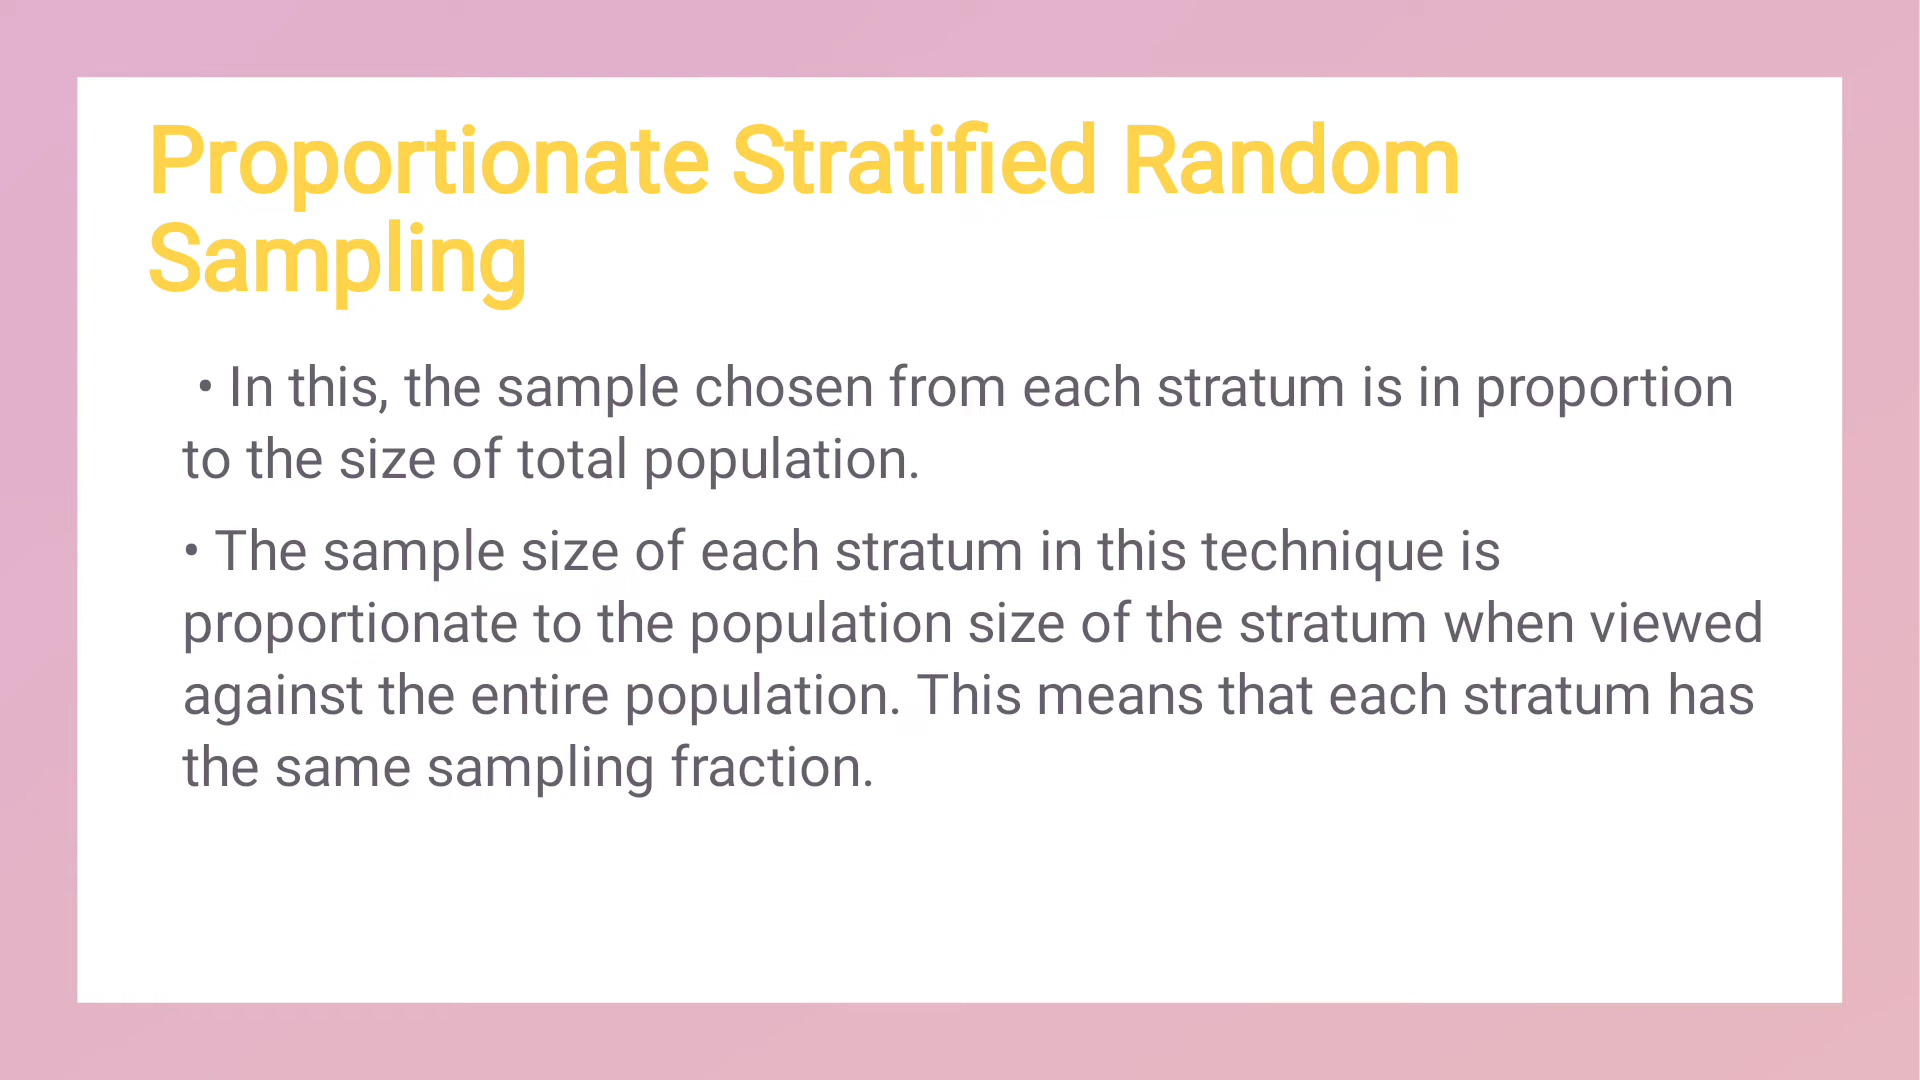 Proportionate Stratified Random
Sampling
• In this, the sample chosen from each stratum is in proportion
to the size of total population.
• The sample size of each stratum in this technique is
proportionate to the population size of the stratum when viewed
against the entire population. This means that each stratum has
the same sampling fraction.